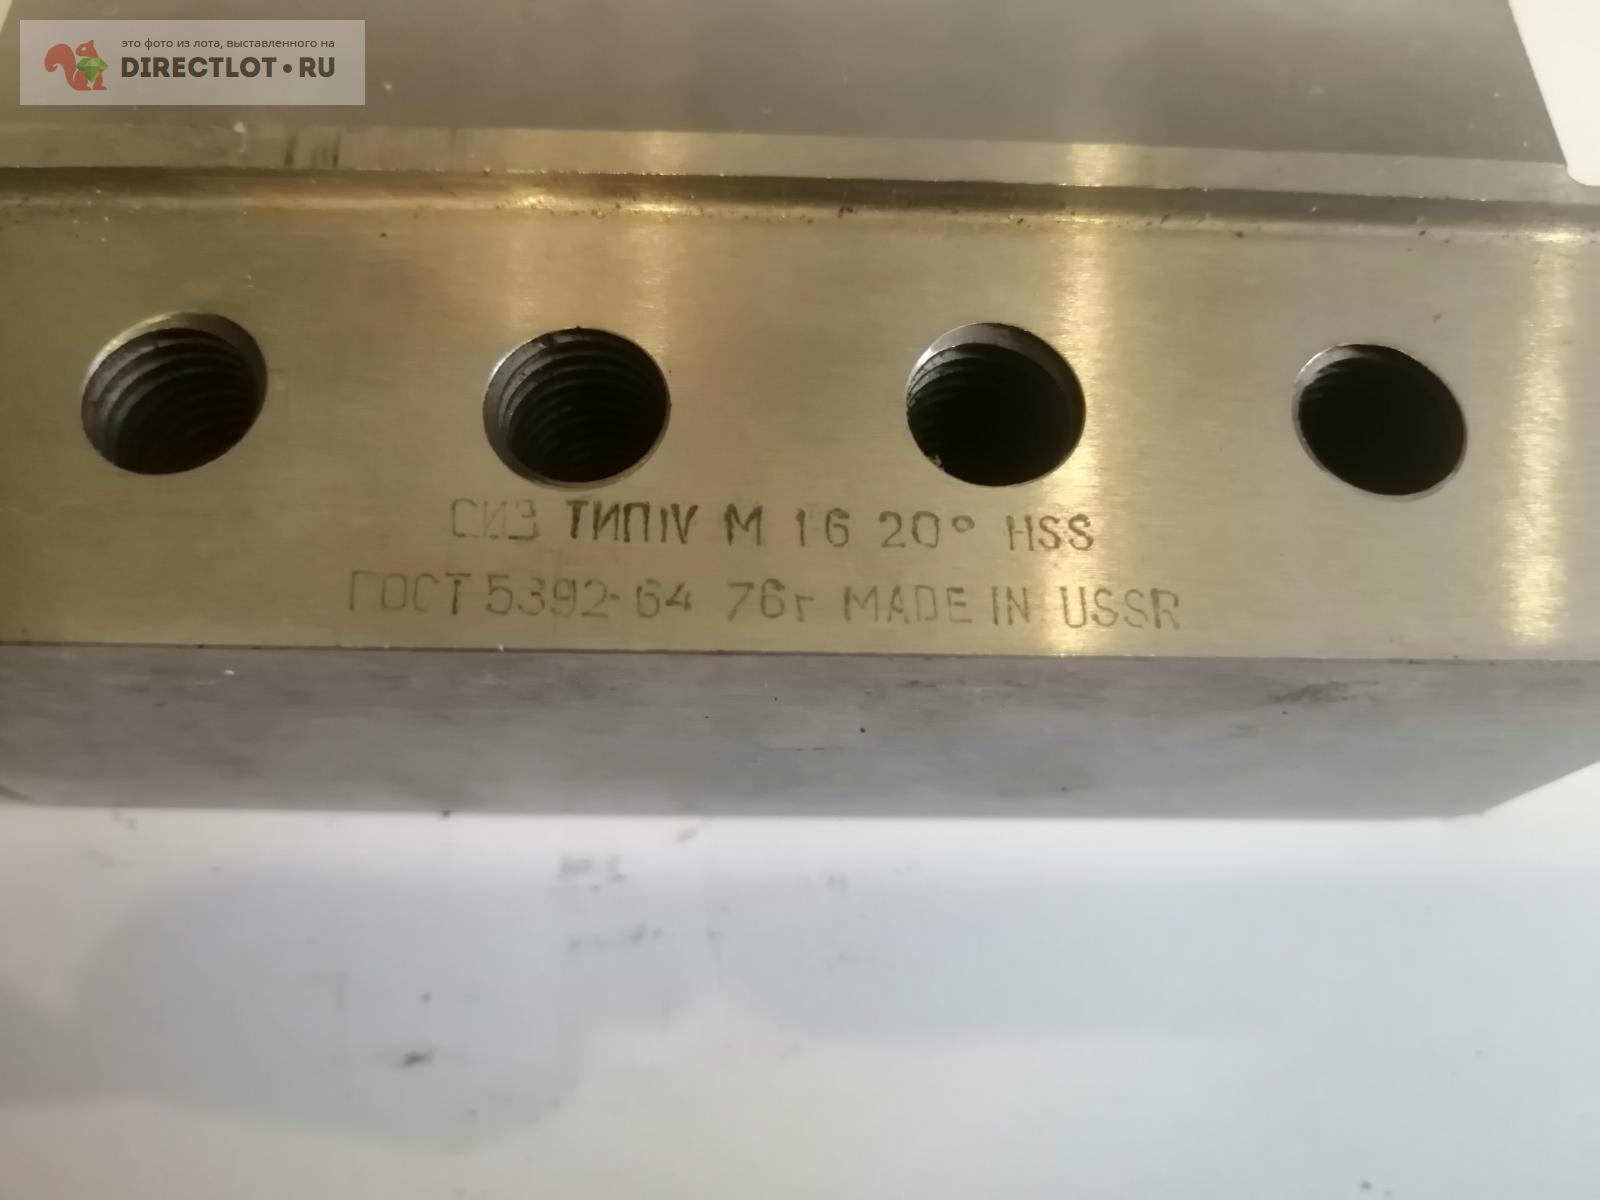 это фото из лота, выставленного на
DIRECTLOT•RU
СИЗ ТИПIV М 16 20° HSS
ГОСТ 5392-64 76г MADE IN USSR